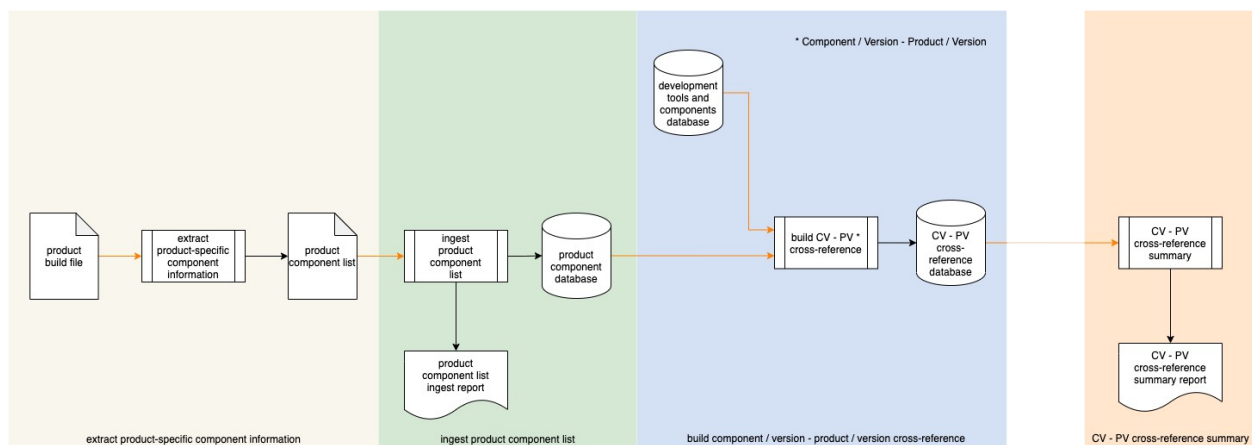 * Component / Version - Product / Version
development
tools and
components
database
product
build file
extract
product-specific
component
information
product
component list
ingest
product
component
list
product
component
database
build CV - PV *
cross-reference
CV - PV
cross-
reference
database
CV - PV
cross-reference
summary
product
component list
ingest report
CV - PV
cross-reference
summary report
extract product-specific component information
ingest product component list
build component / version - product / version cross-reference
CV - PV cross-reference summary